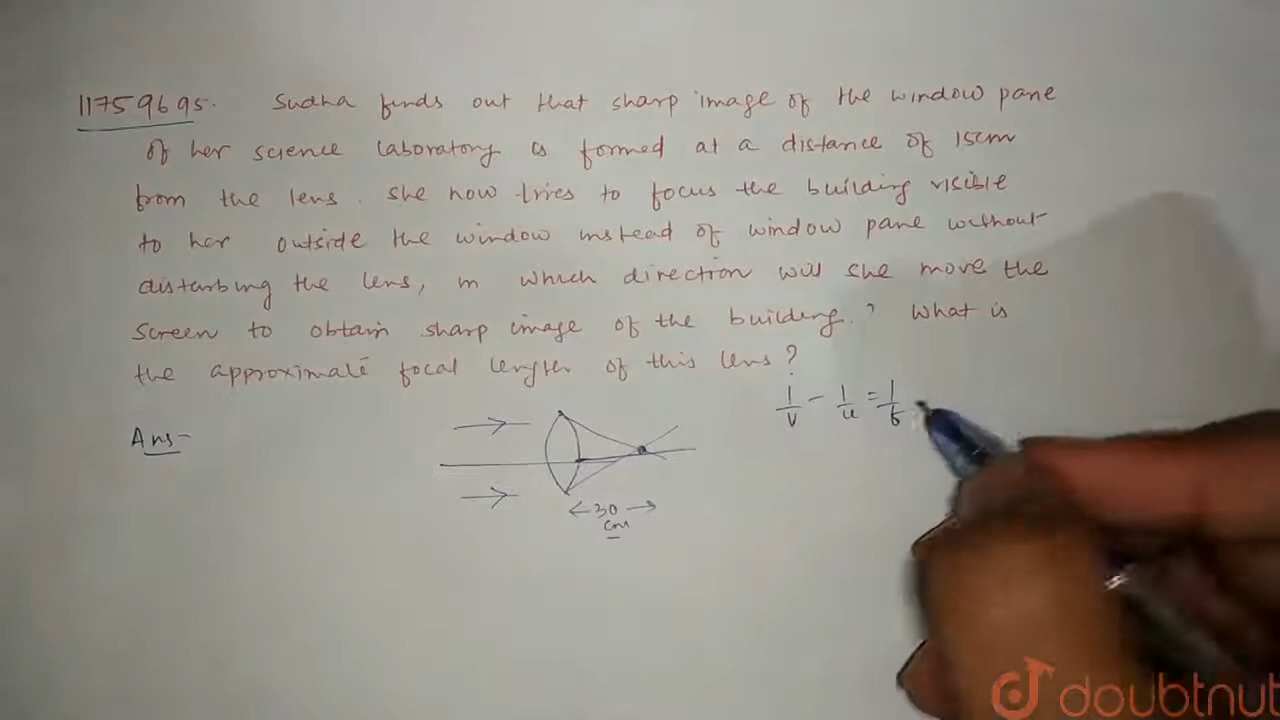 11759695. Sudha finds out that sharp image of the window pane
of her science laboratory is formed at a distance of 15cm
from the lens. She now tries to focus the building visible
to her outside the window instead of window pane without
distarbing the lens, in which direction will she move the
screen to obtain sharp image of the building? What is
the approximate focal length of this lens?
1/v - 1/u = 1/f
Ans-
←30→
cm
doubtnut